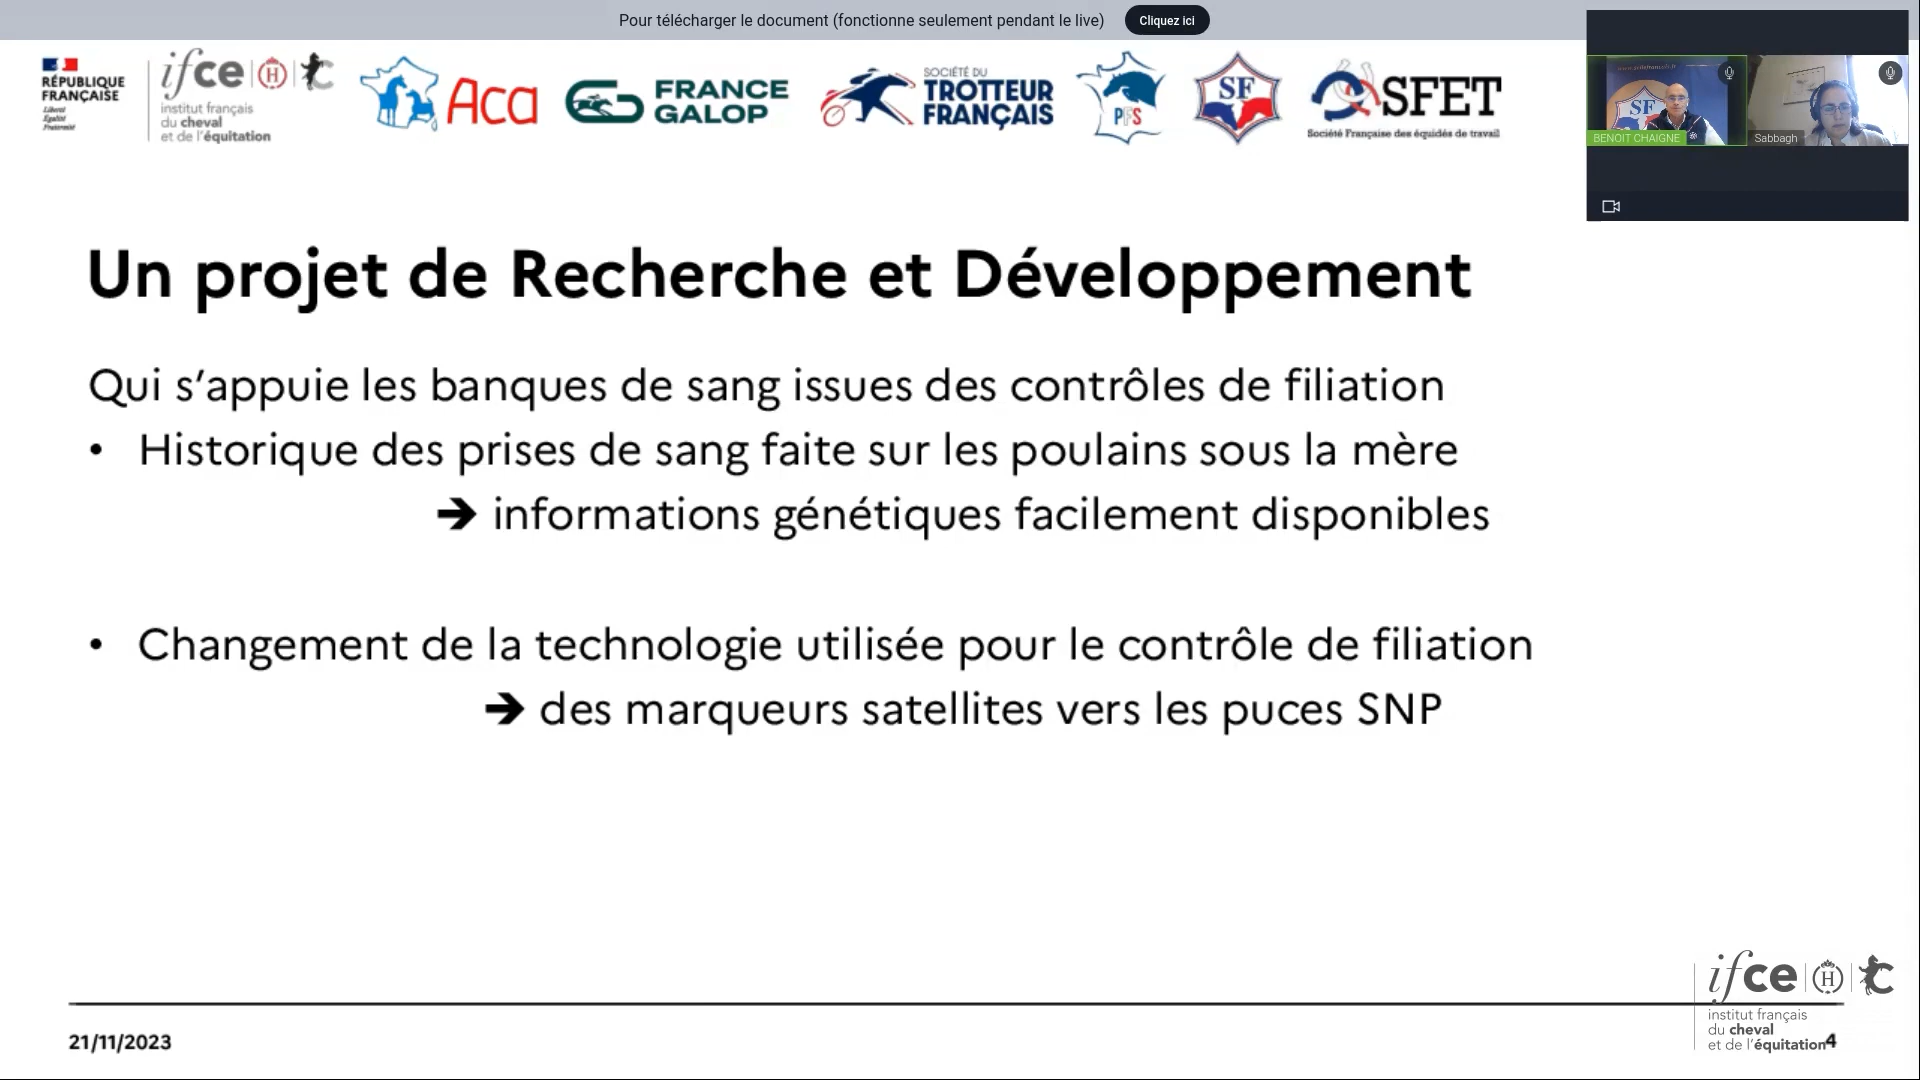 Pour télécharger le document (fonctionne seulement pendant le live) Cliquez ici
RÉPUBLIQUE
FRANÇAISE
Liberté
Égalité
Fraternité
ifce
institut français
du cheval
et de l'équitation
Aca
FRANCE
GALOP
SOCIÉTÉ DU
TROTTEUR
FRANÇAIS
PFS
SF
SFET
Société Française des équidés de travail
SF
BENOIT CHAIGNE
Sabbagh
Un projet de Recherche et Développement
Qui s'appuie les banques de sang issues des contrôles de filiation
• Historique des prises de sang faite sur les poulains sous la mère
➔ informations génétiques facilement disponibles
• Changement de la technologie utilisée pour le contrôle de filiation
➔ des marqueurs satellites vers les puces SNP
ifce H
institut français
du cheval
et de l'équitation
21/11/2023
4